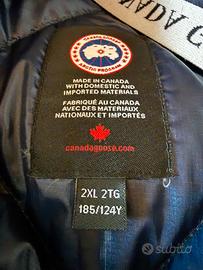 ADA G
CANADA GOOSE
ARCTIC PROGRAM
MADE IN CANADA
WITH DOMESTIC AND
IMPORTED MATERIALS
FABRIQUÉ AU CANADA
AVEC DES MATÉRIAUX
NATIONAUX ET IMPORTÉS
canadagoose.com
2XL 2TG
185/124Y
subito